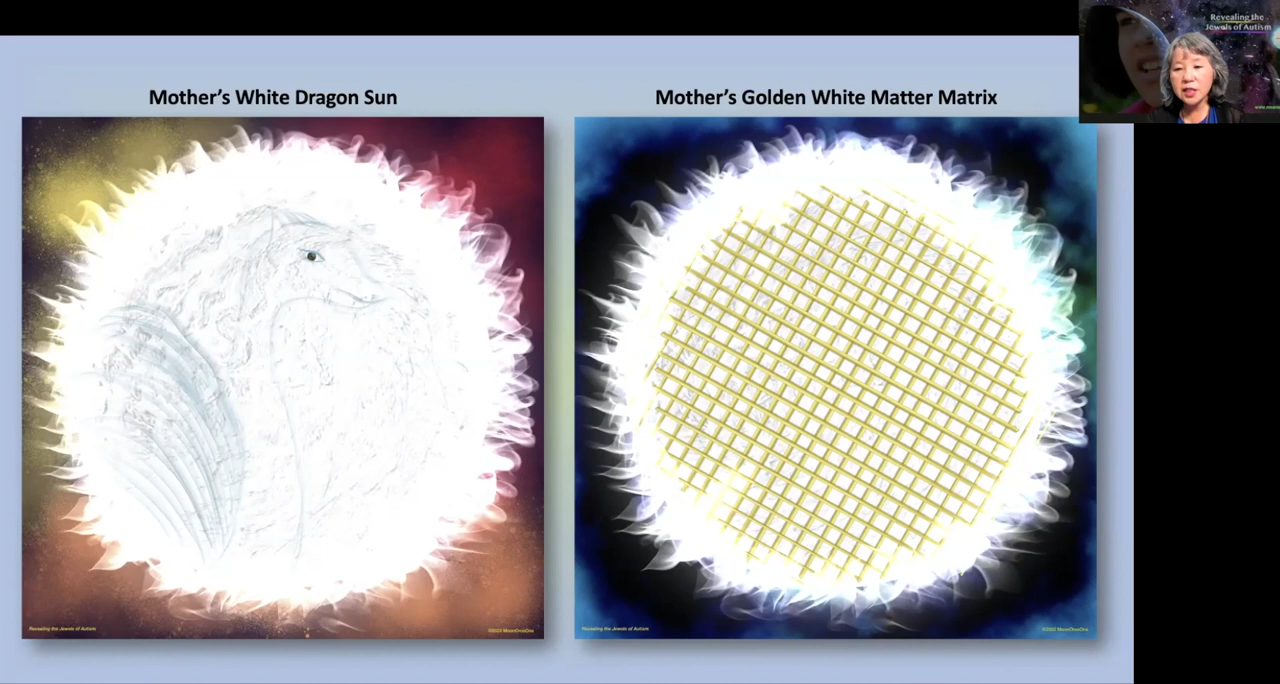 Mother's White Dragon Sun
Mother's Golden White Matter Matrix
Revealing the
Jewels of Autism
Revealing the Jewels of Autism
Revealing the Jewels of Autism